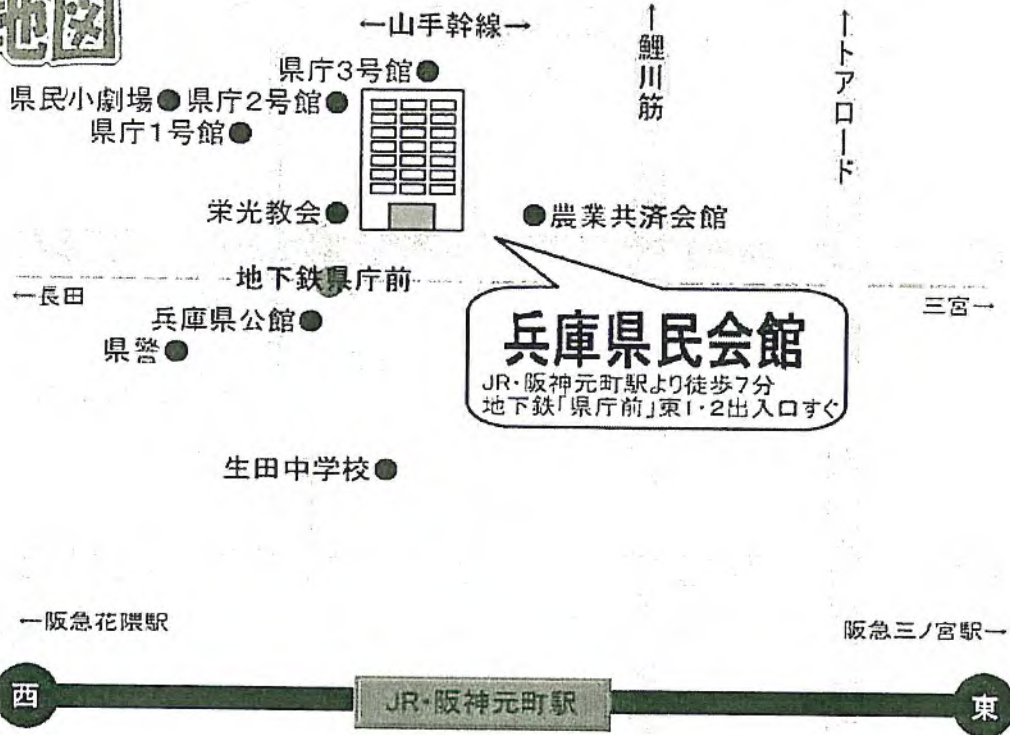 地図
←山手幹線→
↑鯉川筋
↑トアロード
県庁3号館●
県民小劇場●県庁2号館●
県庁1号館●
栄光教会●
●農業共済会館
地下鉄県庁前
←長田
三宮→
兵庫県公館●
県警●
兵庫県民会館
JR・阪神元町駅より徒歩7分
地下鉄「県庁前」東1・2出入口すぐ
生田中学校●
←阪急花隈駅
阪急三ノ宮駅→
西
JR・阪神元町駅
東